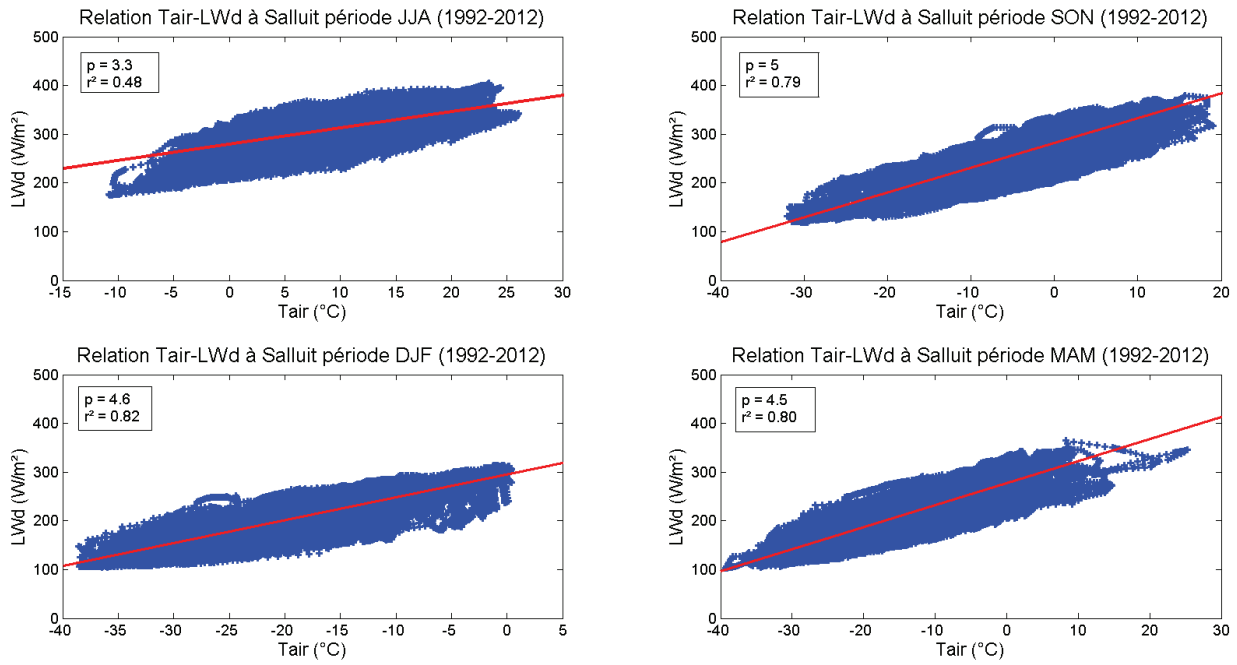 Relation Tair-LWd à Salluit période JJA (1992-2012)
500
400
300
200
100
0
LWd (W/m²)
p = 3.3
r² = 0.48
-15 -10 -5 0 5 10 15 20 25 30
Tair (°C)
Relation Tair-LWd à Salluit période SON (1992-2012)
500
400
300
200
100
0
LWd (W/m²)
p = 5
r² = 0.79
-40 -30 -20 -10 0 10 20
Tair (°C)
Relation Tair-LWd à Salluit période DJF (1992-2012)
500
400
300
200
100
0
LWd (W/m²)
p = 4.6
r² = 0.82
-40 -35 -30 -25 -20 -15 -10 -5 0 5
Tair (°C)
Relation Tair-LWd à Salluit période MAM (1992-2012)
500
400
300
200
100
0
LWd (W/m²)
p = 4.5
r² = 0.80
-40 -30 -20 -10 0 10 20 30
Tair (°C)